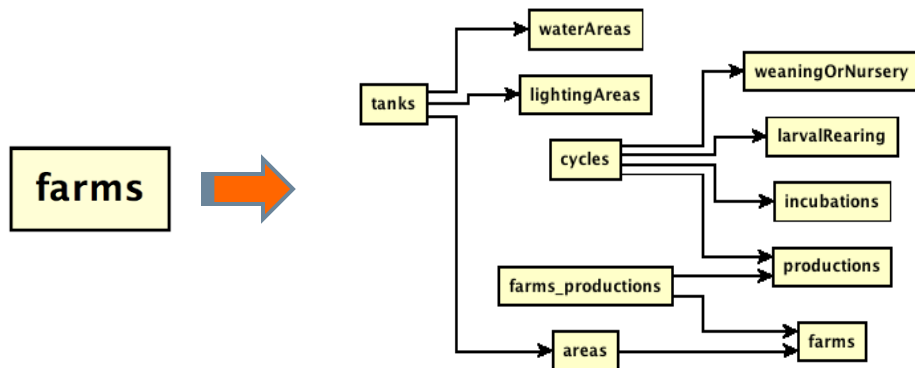 waterAreas
weaningOrNursery
tanks
lightingAreas
larvalRearing
cycles
farms
incubations
productions
farms_productions
areas
farms